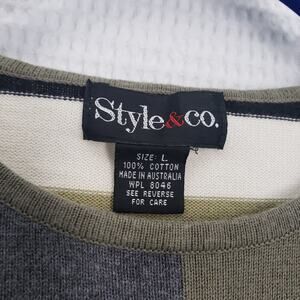 Style&co.
SIZE: L
100% COTTON
MADE IN AUSTRALIA
WPL 8046
SEE REVERSE
FOR CARE